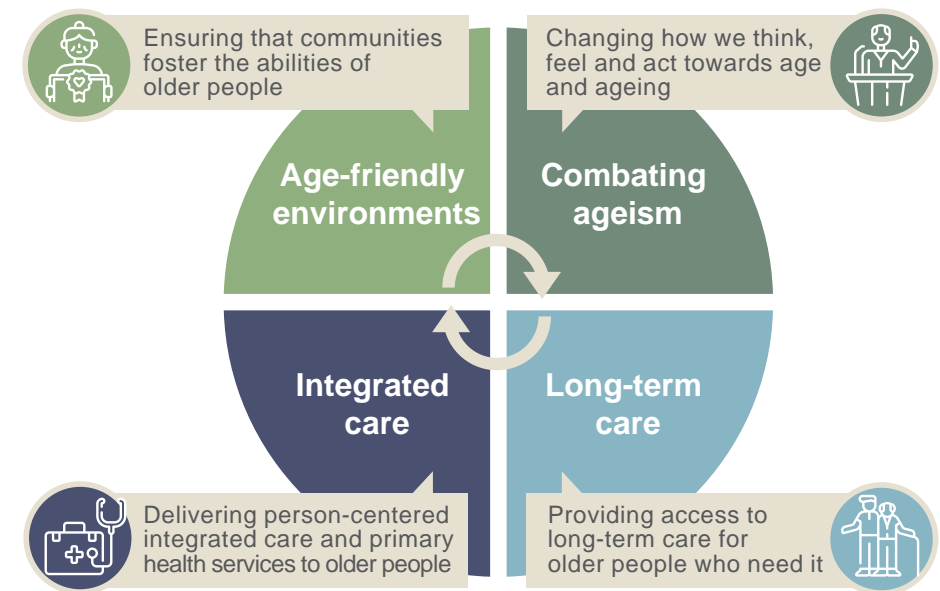 Ensuring that communities
foster the abilities of
older people
Changing how we think,
feel and act towards age
and ageing
Age-friendly
environments
Combating
ageism
Integrated
care
Long-term
care
Delivering person-centered
integrated care and primary
health services to older people
Providing access to
long-term care for
older people who need it